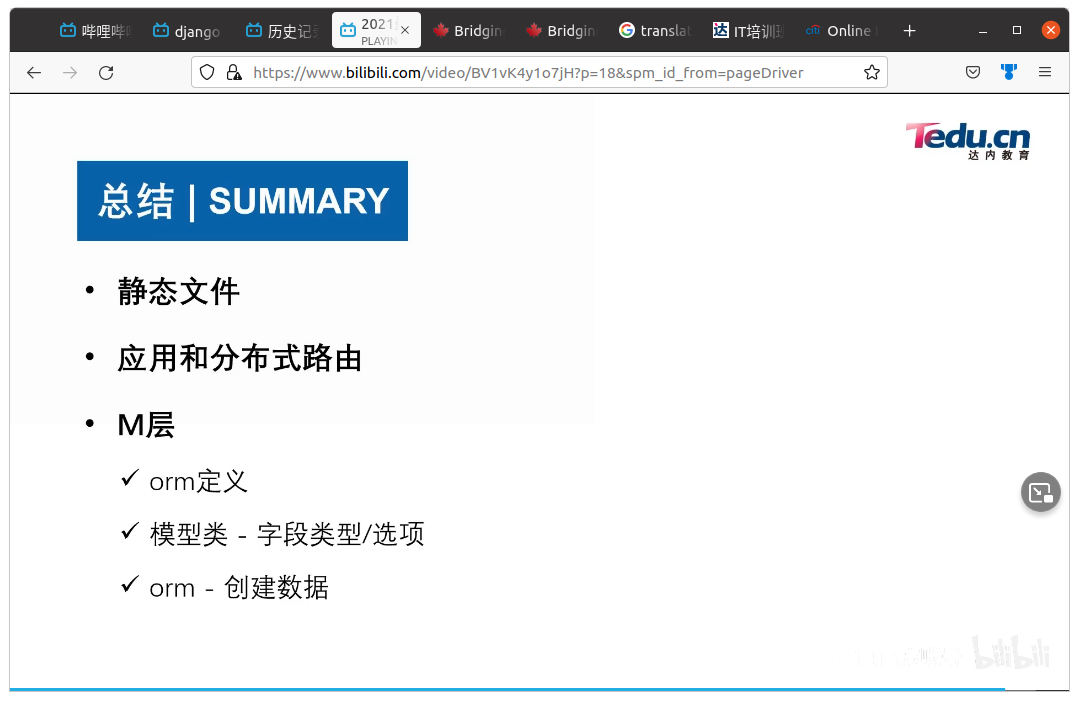 哔哩哔
django
历史记
2021
PLAYIN
Bridgin
Bridgin
translat
IT培训
citi Online
https://www.bilibili.com/video/BV1vK4y1o7jH?p=18&spm_id_from=pageDriver
Tedu.cn
达内教育
总结 | SUMMARY
• 静态文件
• 应用和分布式路由
• M层
✓ orm定义
✓ 模型类 - 字段类型/选项
✓ orm - 创建数据
bilibili